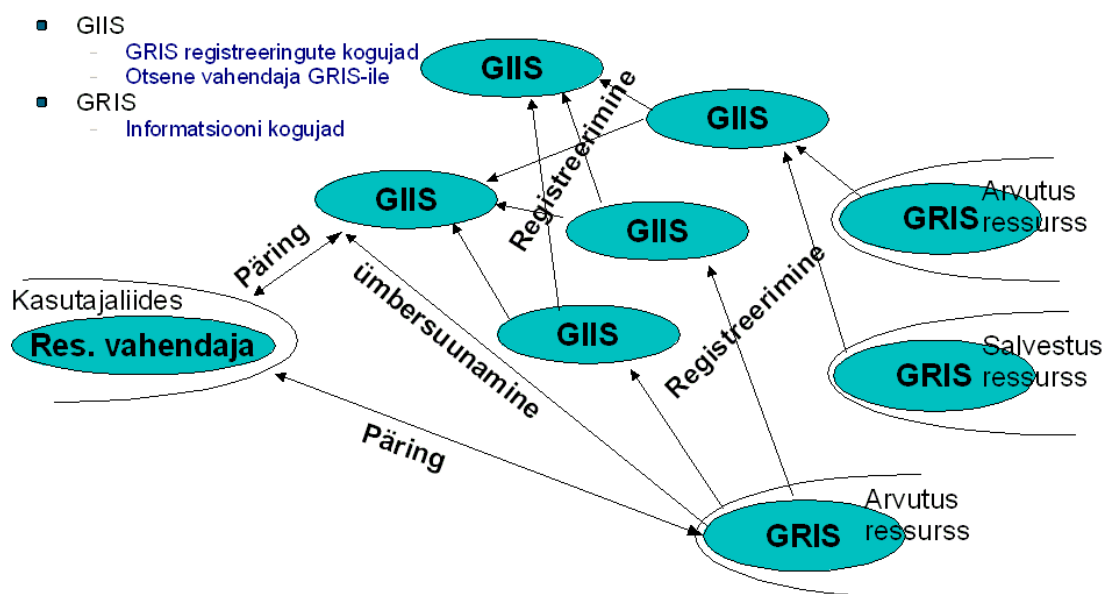 GIIS
GRIS registreeringute kogujad
Otsene vahendaja GRIS-ile
GRIS
Informatsiooni kogujad
GIIS
GIIS
Registreerimine
GIIS
GIIS
Arvutus
ressurss
GRIS
Päring
ümbersuunamine
Registreerimine
Kasutajaliides
Res. vahendaja
GIIS
Salvestus
ressurss
GRIS
Päring
Arvutus
ressurss
GRIS